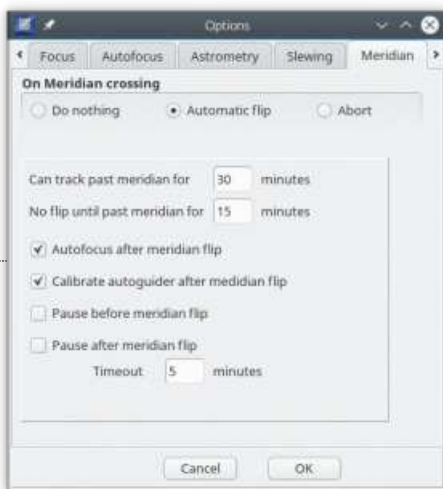 Options
Focus Autofocus Astrometry Slewing Meridian
On Meridian crossing
Do nothing Automatic flip Abort
Can track past meridian for 30 minutes
No flip until past meridian for 15 minutes
Autofocus after meridian flip
Calibrate autoguider after medidian flip
Pause before meridian flip
Pause after meridian flip
Timeout 5 minutes
Cancel OK